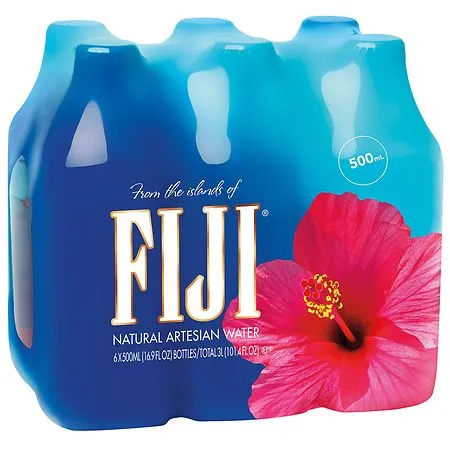 500mL
From the islands of
FIJI®
NATURAL ARTESIAN WATER
6 X 500ML (16.9 FL OZ) BOTTLES/TOTAL 3L (101.4 FL OZ)